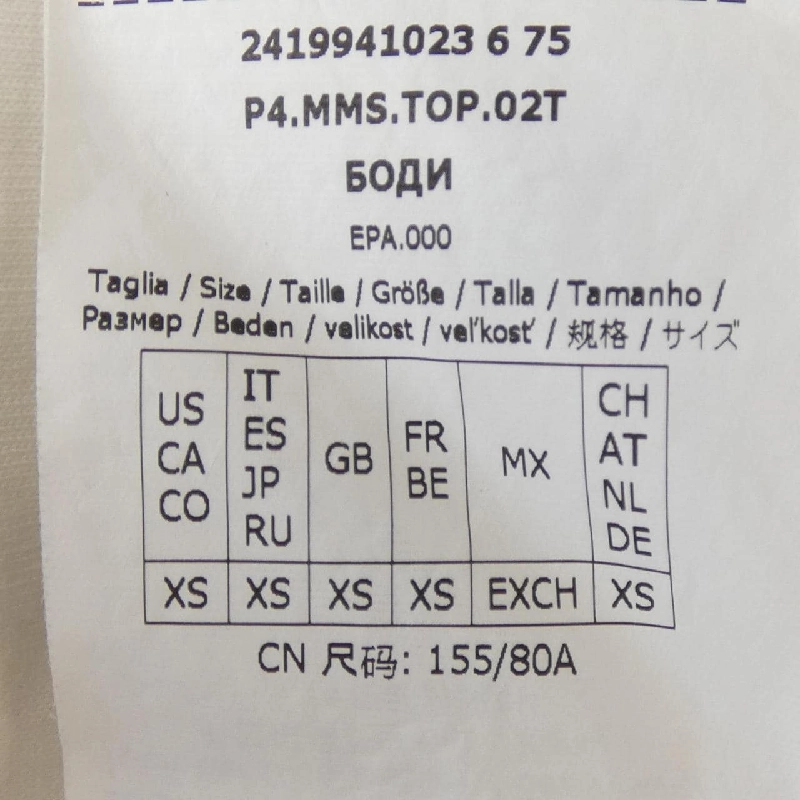 2419941023 6 75
P4.MMS.TOP.02T
БОДИ
EPA.000
Taglia / Size / Taille / Größe / Talla / Tamanho /
Размер / Beden / velikost / veľkosť / 规格 / サイズ
US CA CO | IT ES JP RU | GB | FR BE | MX | CH AT NL DE
XS | XS | XS | XS | EXCH | XS
CN 尺码: 155/80A